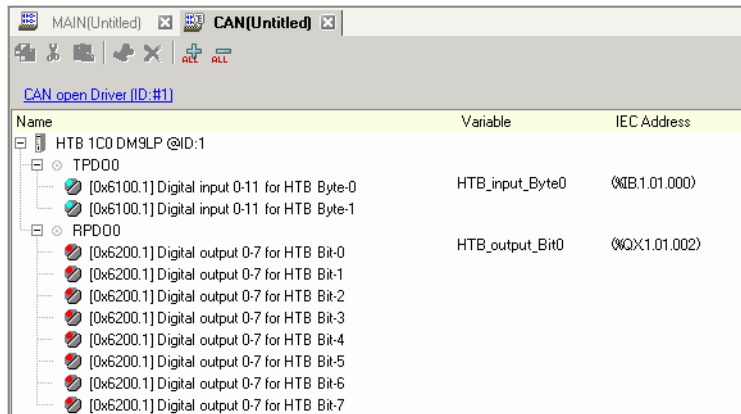 MAIN(Untitled) CAN(Untitled)
ALL ALL
CAN open Driver (ID:#1)
Name Variable IEC Address
HTB 1C0 DM9LP @ID:1
TPDO0
[0x6100.1] Digital input 0-11 for HTB Byte-0 HTB_input_Byte0 (%IB.1.01.000)
[0x6100.1] Digital input 0-11 for HTB Byte-1
RPDO0
[0x6200.1] Digital output 0-7 for HTB Bit-0 HTB_output_Bit0 (%QX1.01.002)
[0x6200.1] Digital output 0-7 for HTB Bit-1
[0x6200.1] Digital output 0-7 for HTB Bit-2
[0x6200.1] Digital output 0-7 for HTB Bit-3
[0x6200.1] Digital output 0-7 for HTB Bit-4
[0x6200.1] Digital output 0-7 for HTB Bit-5
[0x6200.1] Digital output 0-7 for HTB Bit-6
[0x6200.1] Digital output 0-7 for HTB Bit-7